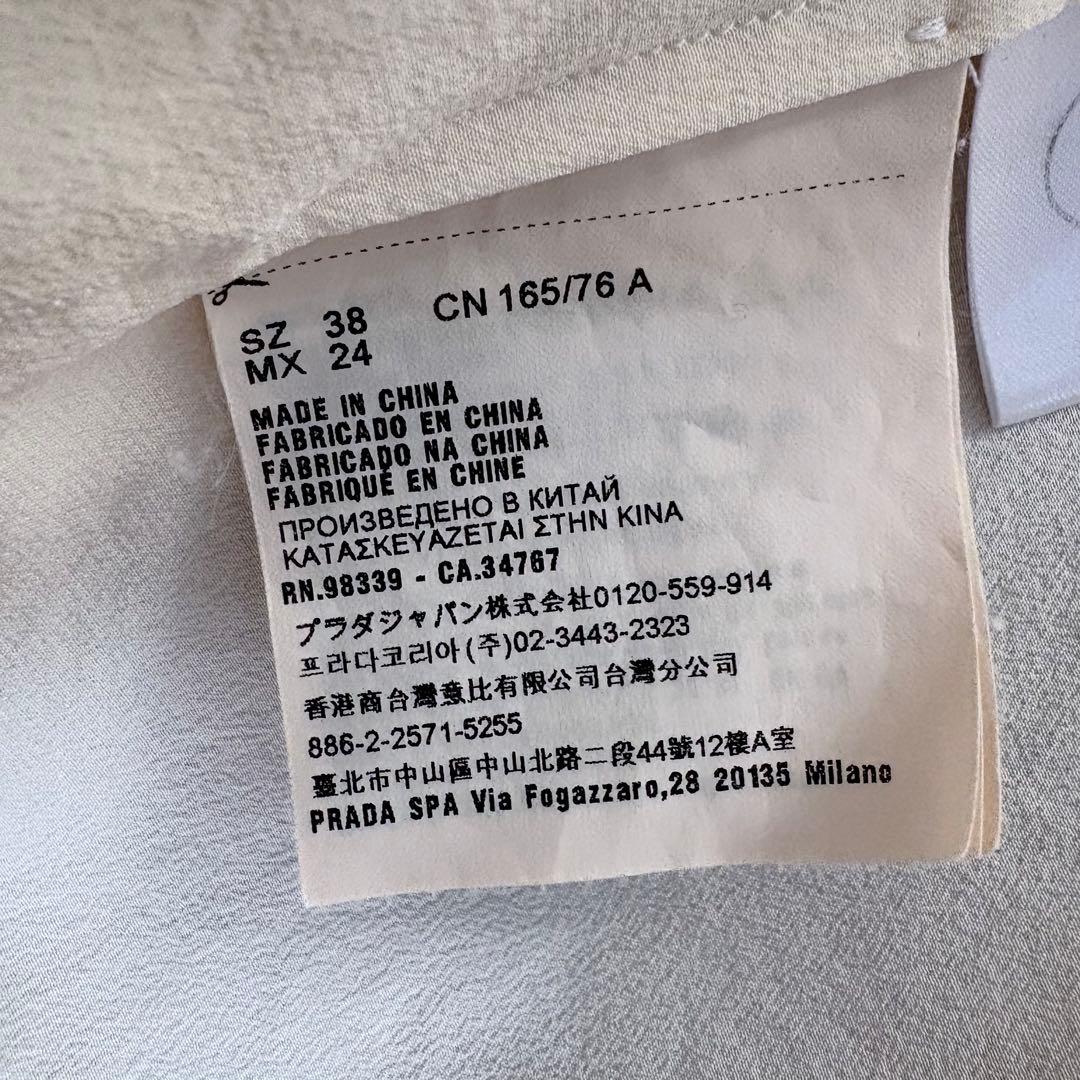 SZ 38 CN 165/76 A
MX 24
MADE IN CHINA
FABRICADO EN CHINA
FABRICADO NA CHINA
FABRIQUÉ EN CHINE
ПРОИЗВЕДЕНО В КИТАЙ
ΚΑΤΑΣΚΕΥΑΖΕΤΑΙ ΣΤΗΝ ΚΙΝΑ
RN.98339 - CA.34767
プラダジャパン株式会社0120-559-914
프라다코리아(주)02-3443-2323
香港商台灣意比有限公司台灣分公司
886-2-2571-5255
臺北市中山區中山北路二段44號12樓A室
PRADA SPA Via Fogazzaro,28 20135 Milano